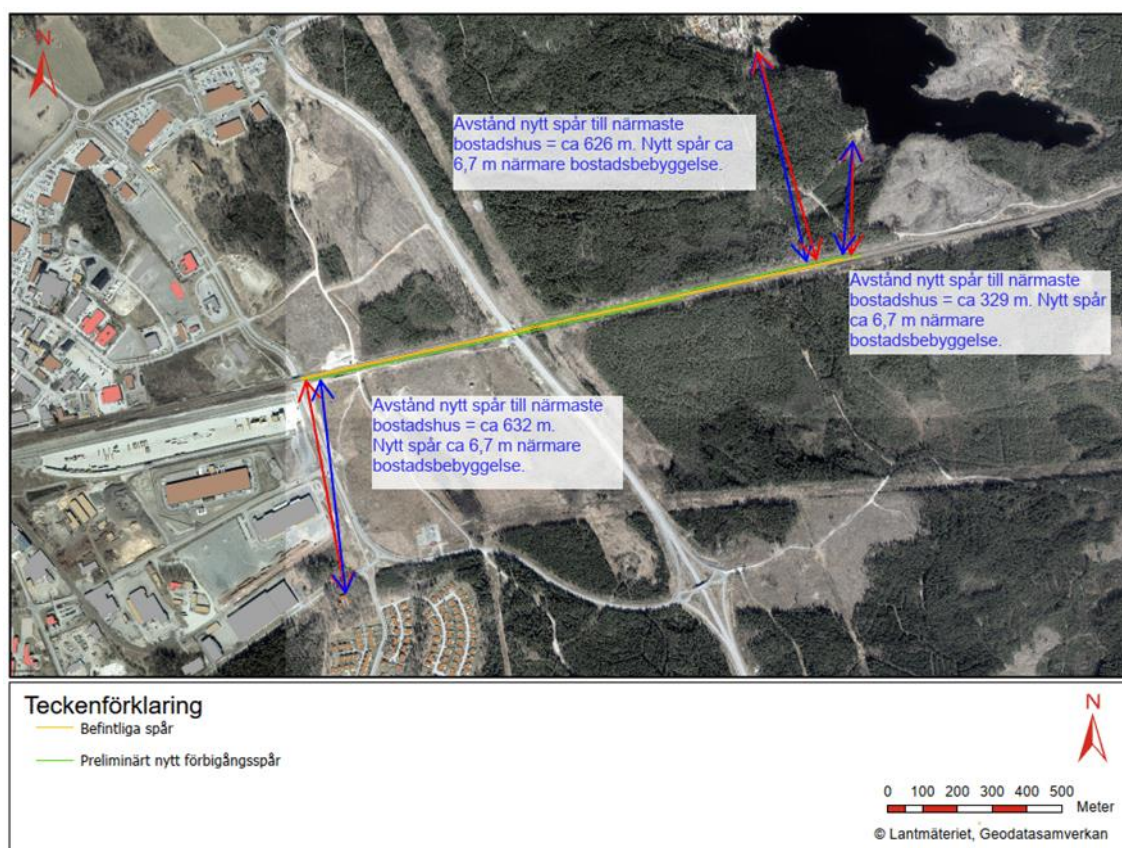 N
Avstånd nytt spår till närmaste
bostadshus = ca 626 m. Nytt spår ca
6,7 m närmare bostadsbebyggelse.
Avstånd nytt spår till närmaste
bostadshus = ca 329 m. Nytt spår
ca 6,7 m närmare
bostadsbebyggelse.
Avstånd nytt spår till närmaste
bostadshus = ca 632 m.
Nytt spår ca 6,7 m närmare
bostadsbebyggelse.
Teckenförklaring
Befintliga spår
Preliminärt nytt förbigångsspår
N
0 100 200 300 400 500
Meter
© Lantmäteriet, Geodatasamverkan